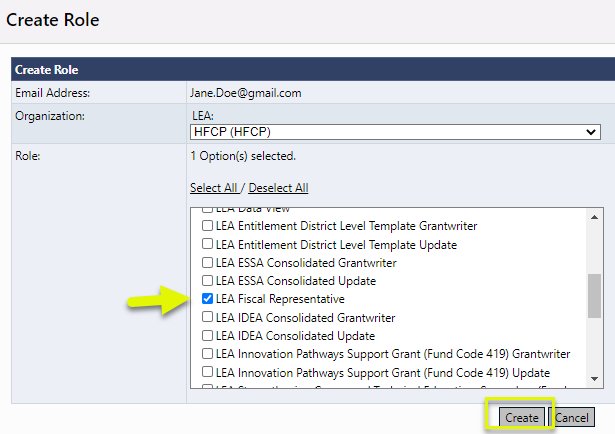 Create Role
Create Role
Email Address: Jane.Doe@gmail.com
Organization: LEA:
HFCP (HFCP)
Role: 1 Option(s) selected.
Select All / Deselect All
LEA Data View
LEA Entitlement District Level Template Grantwriter
LEA Entitlement District Level Template Update
LEA ESSA Consolidated Grantwriter
LEA ESSA Consolidated Update
LEA Fiscal Representative
LEA IDEA Consolidated Grantwriter
LEA IDEA Consolidated Update
LEA Innovation Pathways Support Grant (Fund Code 419) Grantwriter
LEA Innovation Pathways Support Grant (Fund Code 419) Update
Create Cancel